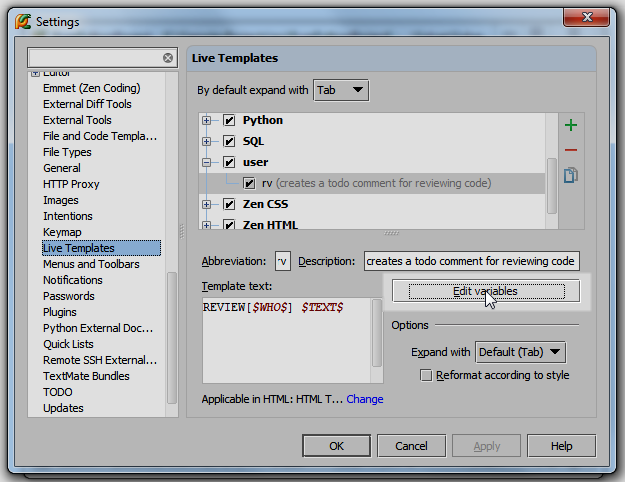 Settings
Editor
Emmet (Zen Coding)
External Diff Tools
External Tools
File and Code Templa...
File Types
General
HTTP Proxy
Images
Intentions
Keymap
Live Templates
Menus and Toolbars
Notifications
Passwords
Plugins
Python External Doc...
Quick Lists
Remote SSH External...
TextMate Bundles
TODO
Updates
Live Templates
By default expand with Tab
Python
SQL
user
rv (creates a todo comment for reviewing code)
Zen CSS
Zen HTML
Abbreviation: rv Description: creates a todo comment for reviewing code
Template text:
REVIEW[$WHO$] $TEXT$
Edit variables
Options
Expand with Default (Tab)
Reformat according to style
Applicable in HTML: HTML T... Change
OK Cancel Apply Help